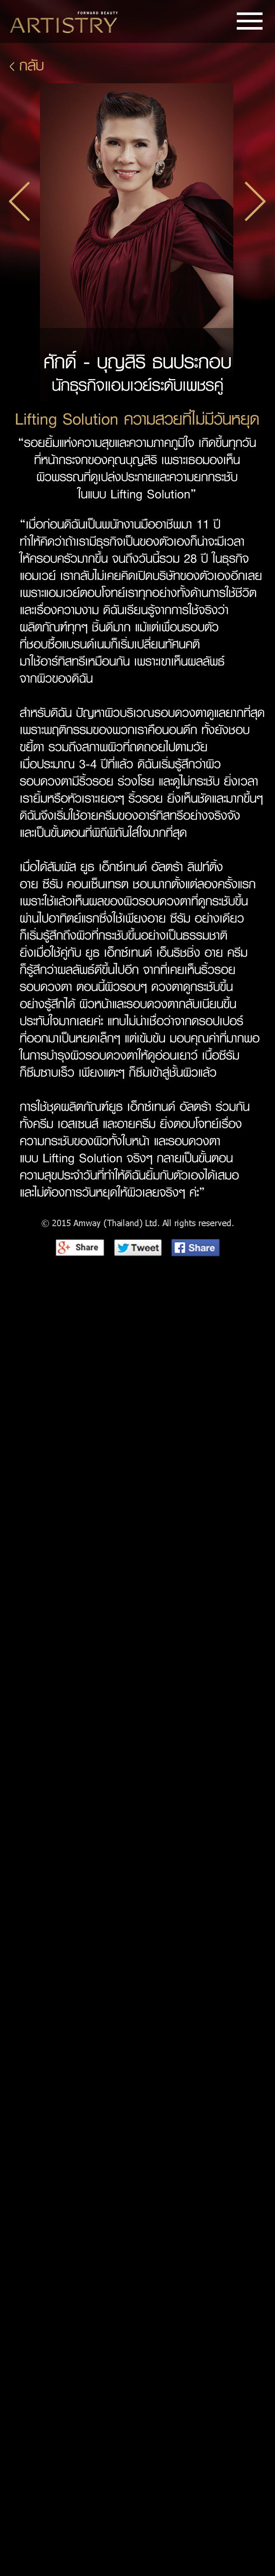 FORWARD BEAUTY
ARTISTRY
< กลับ
ศักดิ์ - บุญสิริ ธนประกอบ
นักธุรกิจแอมเวย์ระดับเพชรคู่
Lifting Solution ความสวยที่ไม่มีวันหยุด
“รอยยิ้มแห่งความสุขและความภาคภูมิใจ เกิดขึ้นทุกวัน
ที่หน้ากระจกของคุณบุญสิริ เพราะเธอมองเห็น
ผิวพรรณที่ดูเปล่งประกายและความยกกระชับ
ในแบบ Lifting Solution”
“เมื่อก่อนดิฉันเป็นพนักงานมืออาชีพมา 11 ปี
ทำให้คิดว่าถ้าเรามีธุรกิจเป็นของตัวเองก็น่าจะมีเวลา
ให้ครอบครัวมากขึ้น จนถึงวันนี้รวม 28 ปี ในธุรกิจ
แอมเวย์ เรากลับไม่เคยคิดเปิดบริษัทของตัวเองอีกเลย
เพราะแอมเวย์ตอบโจทย์เราทุกอย่างทั้งด้านการใช้ชีวิต
และเรื่องความงาม ดิฉันเรียนรู้จากการใช้จริงว่า
ผลิตภัณฑ์ทุกๆ ชิ้นดีมาก แม้แต่เพื่อนรอบตัว
ที่ชอบซื้อแบรนด์เนมก็เริ่มเปลี่ยนทัศนคติ
มาใช้อาร์ทิสทรีเหมือนกัน เพราะเขาเห็นผลลัพธ์
จากผิวของดิฉัน
สำหรับดิฉัน ปัญหาผิวบริเวณรอบดวงตาดูแลยากที่สุด
เพราะพฤติกรรมของพวกเราคือนอนดึก ทั้งยังชอบ
ขยี้ตา รวมถึงสภาพผิวที่ถดถอยไปตามวัย
เมื่อประมาณ 3-4 ปีที่แล้ว ดิฉันเริ่มรู้สึกว่าผิว
รอบดวงตามีริ้วรอย ร่วงโรย และดูไม่กระชับ ยิ่งเวลา
เรายิ้มหรือหัวเราะเยอะๆ ริ้วรอย ยิ่งเห็นชัดและมากขึ้นๆ
ดิฉันจึงเริ่มใช้อายครีมของอาร์ทิสทรีอย่างจริงจัง
และเป็นขั้นตอนที่พิถีพิถันใส่ใจมากที่สุด
เมื่อได้สัมผัส ยูธ เอ็กซ์เทนด์ อัลตร้า ลิฟท์ติ้ง
อาย ซีรัม คอนเซ็นเทรต ชอบมากตั้งแต่ลองครั้งแรก
เพราะใช้แล้วเห็นผลของผิวรอบดวงตาที่ดูกระชับขึ้น
ผ่านไปอาทิตย์แรกซึ่งใช้เพียงอาย ซีรัม อย่างเดียว
ก็เริ่มรู้สึกถึงผิวที่กระชับขึ้นอย่างเป็นธรรมชาติ
ยิ่งเมื่อใช้คู่กับ ยูธ เอ็กซ์เทนด์ เอ็นริชชิ่ง อาย ครีม
ก็รู้สึกว่าผลลัพธ์ดีขึ้นไปอีก จากที่เคยเห็นริ้วรอย
รอบดวงตา ตอนนี้ผิวรอบๆ ดวงตาดูกระชับขึ้น
อย่างรู้สึกได้ ผิวหน้าและรอบดวงตากลับเนียนขึ้น
ประทับใจมากเลยค่ะ แทบไม่น่าเชื่อว่าจากดรอปเปอร์
ที่ออกมาเป็นหยดเล็กๆ แต่เข้มข้น มอบคุณค่าที่มากพอ
ในการบำรุงผิวรอบดวงตาให้ดูอ่อนเยาว์ เนื้อซีรัม
ก็ซึมซาบเร็ว เพียงแตะๆ ก็ซึมเข้าสู่ชั้นผิวแล้ว
การใช้ชุดผลิตภัณฑ์ยูธ เอ็กซ์เทนด์ อัลตร้า ร่วมกัน
ทั้งครีม เอสเซนส์ และอายครีม ยิ่งตอบโจทย์เรื่อง
ความกระชับของผิวทั้งใบหน้า และรอบดวงตา
แบบ Lifting Solution จริงๆ กลายเป็นขั้นตอน
ความสุขประจำวันที่ทำให้ดิฉันยิ้มกับตัวเองได้เสมอ
และไม่ต้องการวันหยุดให้ผิวเลยจริงๆ ค่ะ”
© 2015 Amway (Thailand) Ltd. All rights reserved.
g+ Share
Tweet
f Share